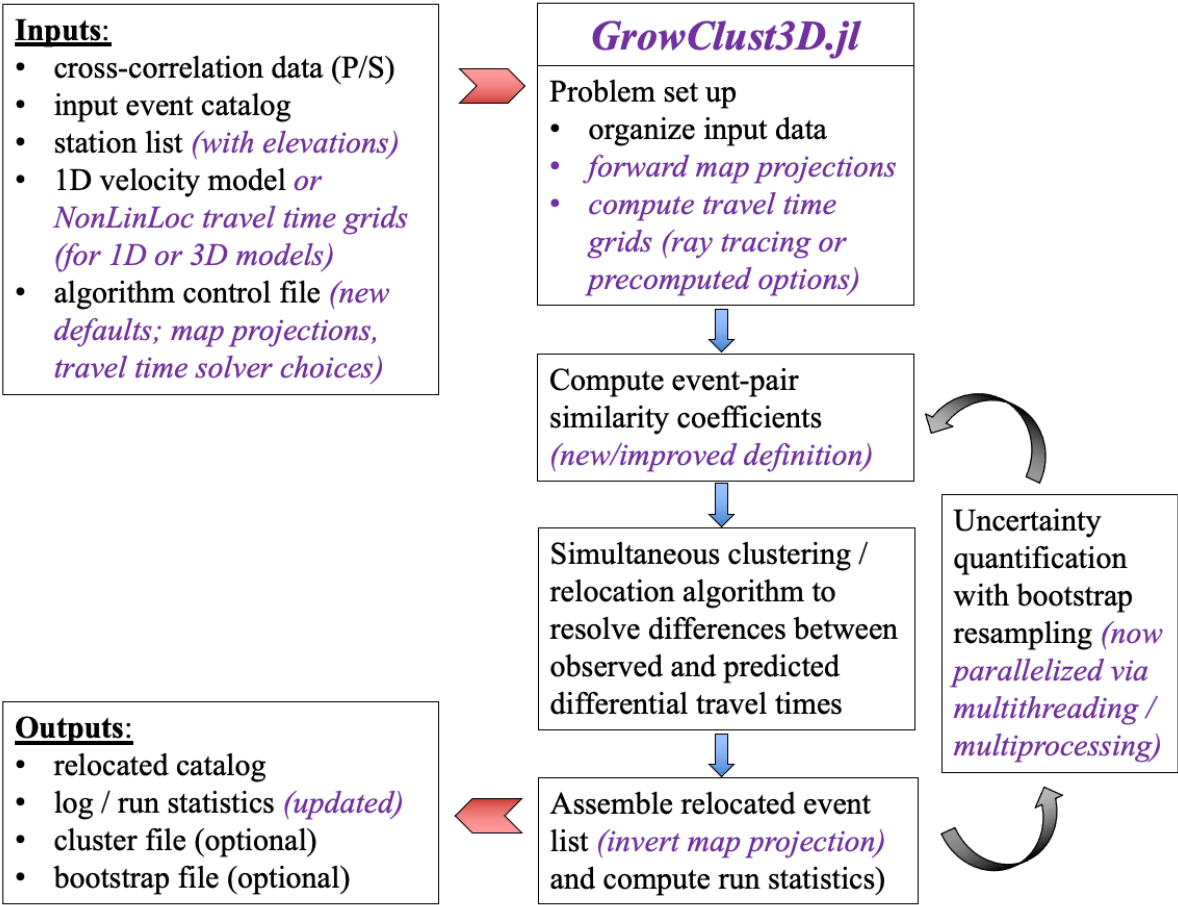 Inputs:
• cross-correlation data (P/S)
• input event catalog
• station list (with elevations)
• 1D velocity model or
NonLinLoc travel time grids
(for 1D or 3D models)
• algorithm control file (new
defaults; map projections,
travel time solver choices)
GrowClust3D.jl
Problem set up
• organize input data
• forward map projections
• compute travel time
grids (ray tracing or
precomputed options)
Compute event-pair
similarity coefficients
(new/improved definition)
Simultaneous clustering /
relocation algorithm to
resolve differences between
observed and predicted
differential travel times
Uncertainty
quantification
with bootstrap
resampling (now
parallelized via
multithreading /
multiprocessing)
Assemble relocated event
list (invert map projection)
and compute run statistics)
Outputs:
• relocated catalog
• log / run statistics (updated)
• cluster file (optional)
• bootstrap file (optional)